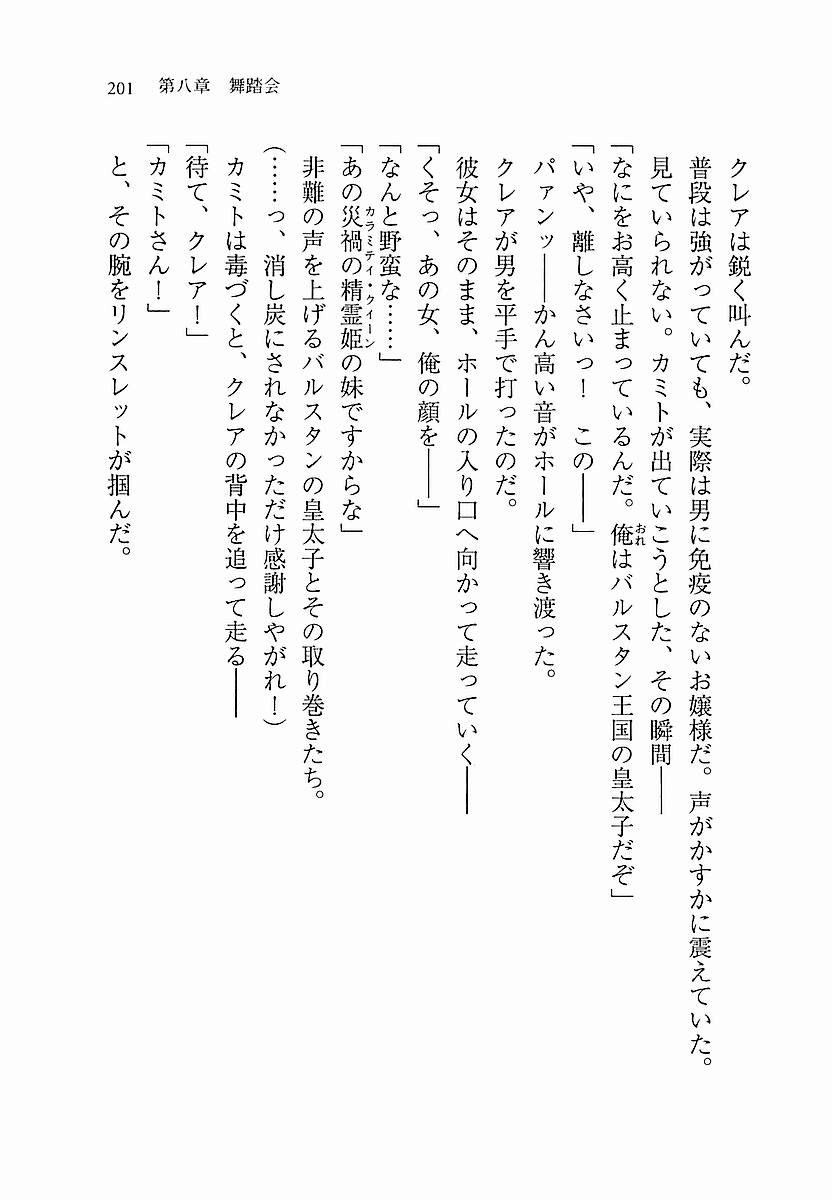 201 第八章 舞踏会
クレアは鋭く叫んだ。
普段は強がっていても、実際は男に免疫のないお嬢様だ。声がかすかに震えていた。
見ていられない。カミトが出ていこうとした、その瞬間――
「なにをお高く止まっているんだ。俺はバルスタン王国の皇太子だぞ」
おれ
「いや、離しなさいっ！　この――」
パァンッ――かん高い音がホールに響き渡った。
クレアが男を平手で打ったのだ。
彼女はそのまま、ホールの入り口へ向かって走っていく――
「くそっ、あの女、俺の顔を――」
「なんと野蛮な……」
「あの災禍の精霊姫の妹ですからな」
カラミティ・クイーン
非難の声を上げるバルスタンの皇太子とその取り巻きたち。
（……っ、消し炭にされなかっただけ感謝しやがれ！）
カミトは毒づくと、クレアの背中を追って走る――
「待て、クレア！」
「カミトさん！」
と、その腕をリンスレットが掴んだ。